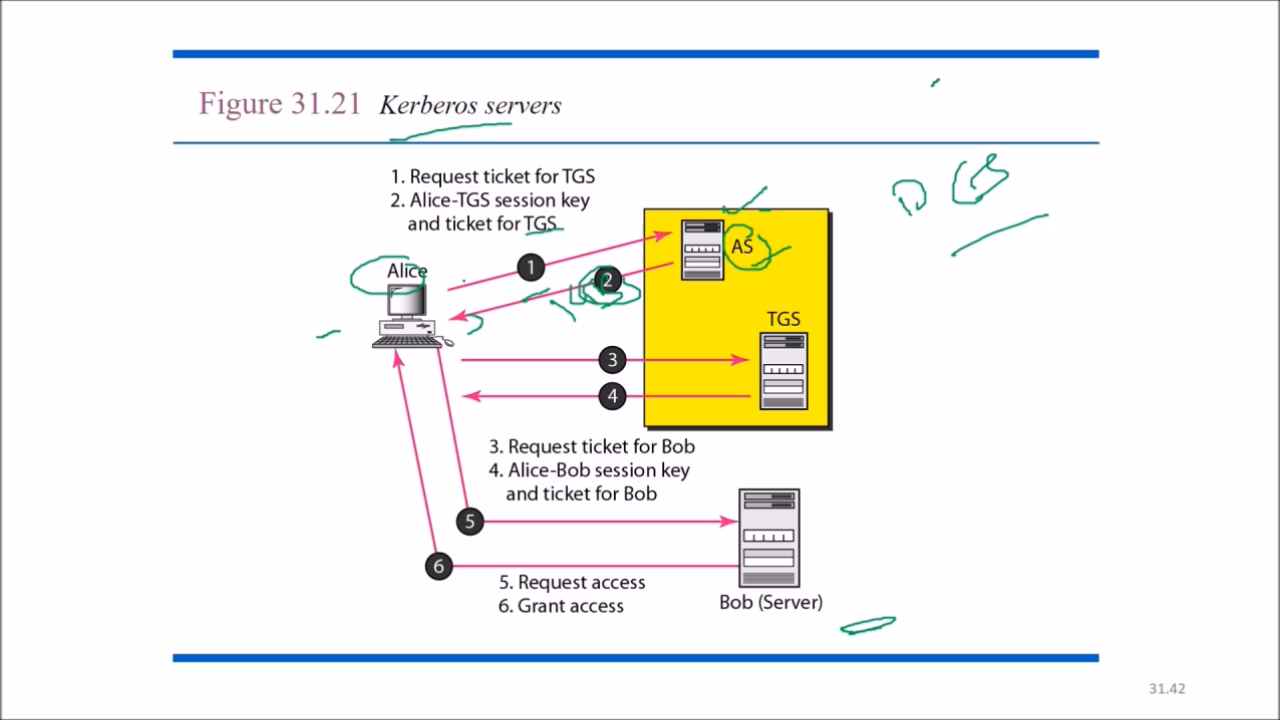 Figure 31.21 Kerberos servers
1. Request ticket for TGS
2. Alice-TGS session key
and ticket for TGS
AS
Alice
1
2
TGS
3
4
3. Request ticket for Bob
4. Alice-Bob session key
and ticket for Bob
5
6
5. Request access
6. Grant access
Bob (Server)
31.42